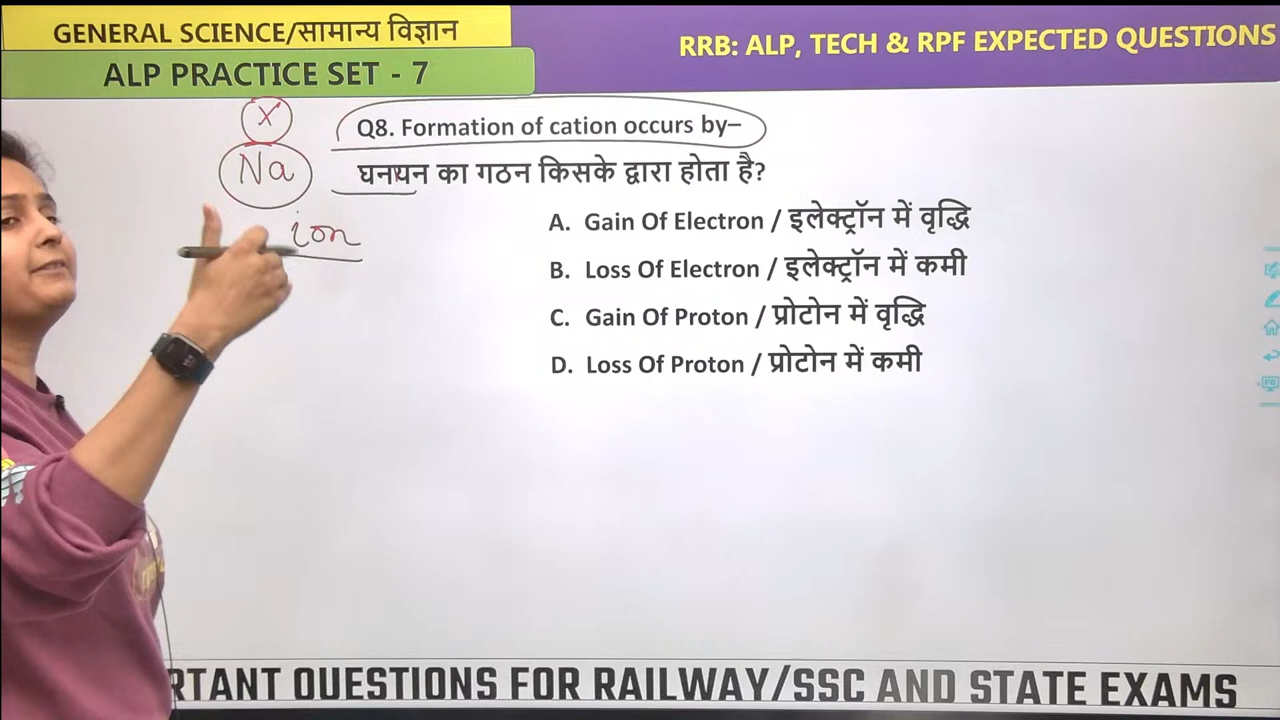 GENERAL SCIENCE/सामान्य विज्ञान
RRB: ALP, TECH & RPF EXPECTED QUESTIONS
ALP PRACTICE SET - 7
X
Na
ion
Q8. Formation of cation occurs by–
घनायन का गठन किसके द्वारा होता है?
A. Gain Of Electron / इलेक्ट्रॉन में वृद्धि
B. Loss Of Electron / इलेक्ट्रॉन में कमी
C. Gain Of Proton / प्रोटोन में वृद्धि
D. Loss Of Proton / प्रोटोन में कमी
RTANT QUESTIONS FOR RAILWAY/SSC AND STATE EXAMS